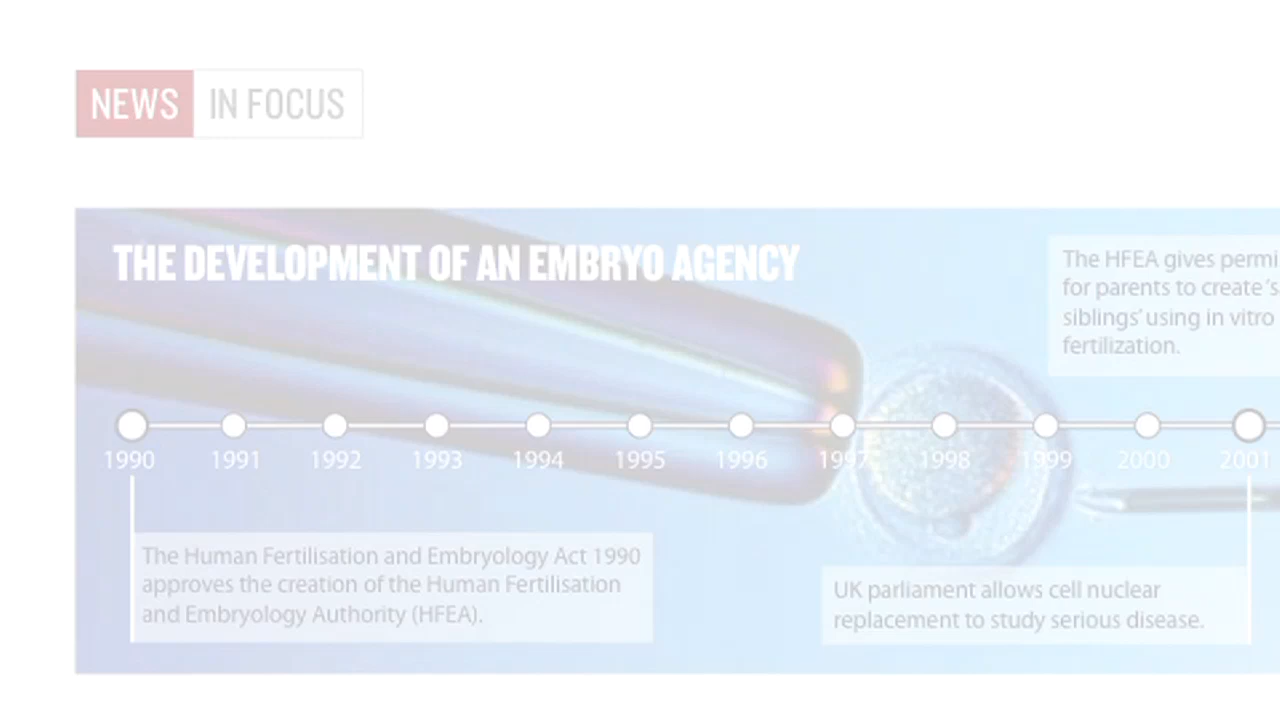 NEWS IN FOCUS
THE DEVELOPMENT OF AN EMBRYO AGENCY
The HFEA gives permi
for parents to create ‘s
siblings’ using in vitro
fertilization.
1990 1991 1992 1993 1994 1995 1996 1997 1998 1999 2000 2001
The Human Fertilisation and Embryology Act 1990
approves the creation of the Human Fertilisation
and Embryology Authority (HFEA).
UK parliament allows cell nuclear
replacement to study serious disease.